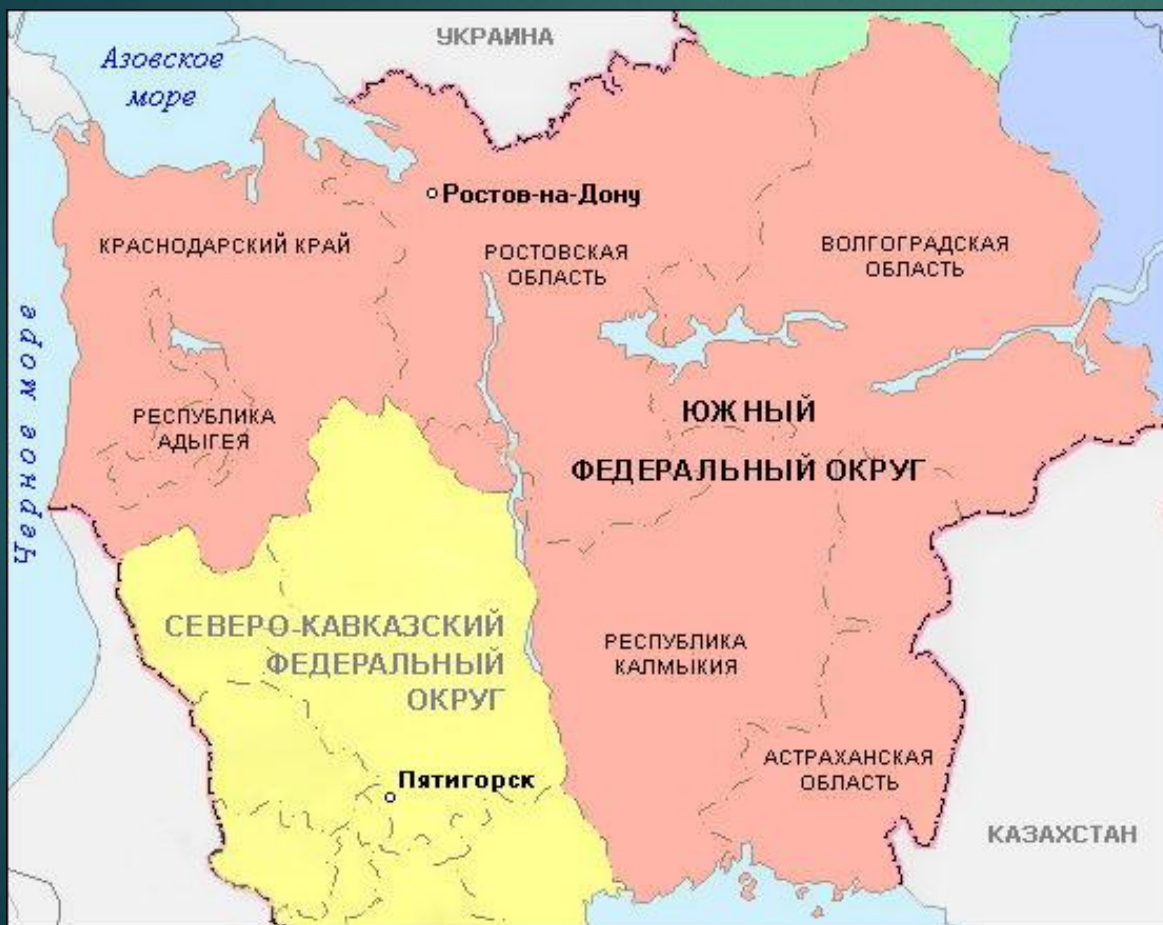 УКРАИНА
Азовское
море
Ростов-на-Дону
КРАСНОДАРСКИЙ КРАЙ
РОСТОВСКАЯ
ОБЛАСТЬ
ВОЛГОГРАДСКАЯ
ОБЛАСТЬ
Черное море
РЕСПУБЛИКА
АДЫГЕЯ
ЮЖНЫЙ
ФЕДЕРАЛЬНЫЙ ОКРУГ
СЕВЕРО-КАВКАЗСКИЙ
ФЕДЕРАЛЬНЫЙ
ОКРУГ
РЕСПУБЛИКА
КАЛМЫКИЯ
Пятигорск
АСТРАХАНСКАЯ
ОБЛАСТЬ
КАЗАХСТАН